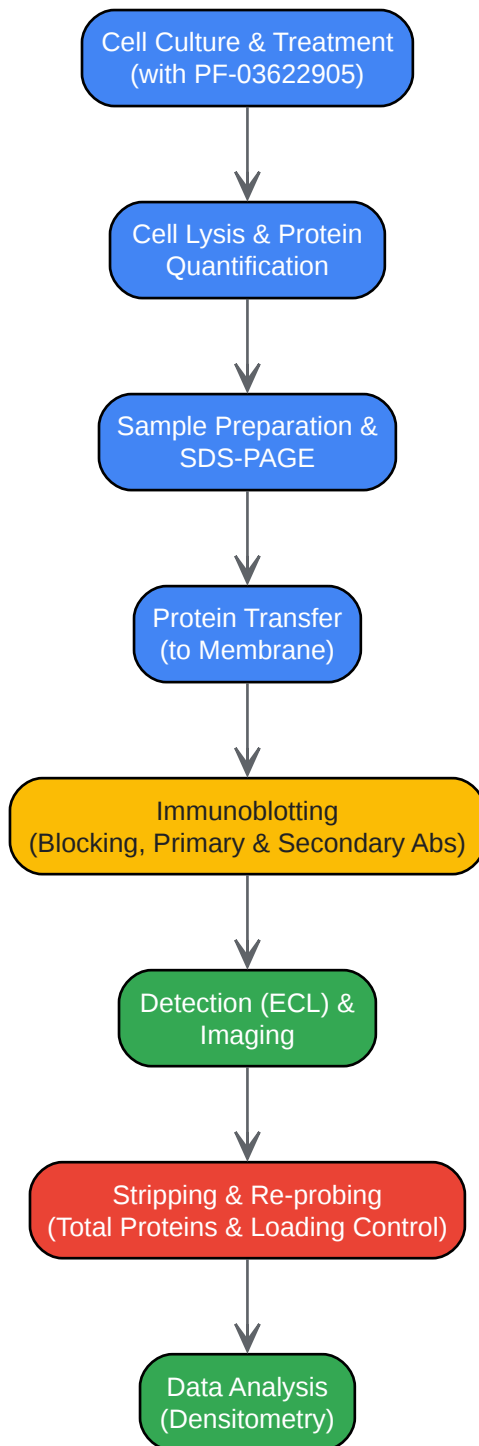 Cell Culture & Treatment
(with PF-03622905)
Cell Lysis & Protein
Quantification
Sample Preparation &
SDS-PAGE
Protein Transfer
(to Membrane)
Immunoblotting
(Blocking, Primary & Secondary Abs)
Detection (ECL) &
Imaging
Stripping & Re-probing
(Total Proteins & Loading Control)
Data Analysis
(Densitometry)